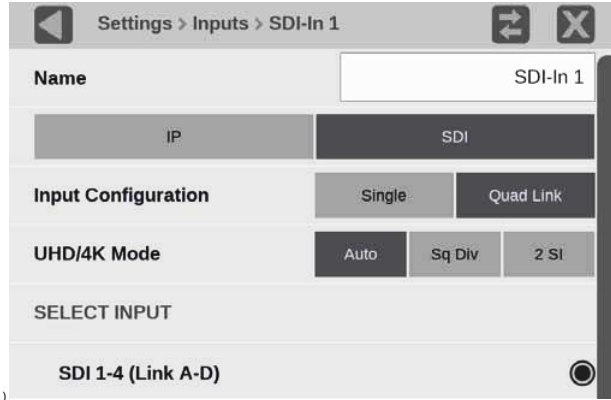 Settings > Inputs > SDI-In 1
Name SDI-In 1
IP SDI
Input Configuration Single Quad Link
UHD/4K Mode Auto Sq Div 2 SI
SELECT INPUT
SDI 1-4 (Link A-D)
)